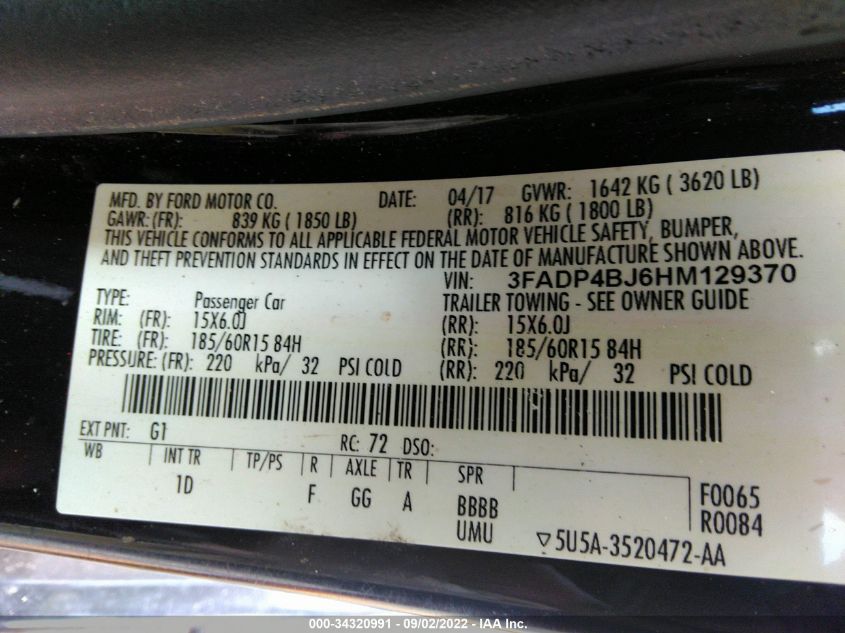 MFD. BY FORD MOTOR CO. DATE: 04/17 GVWR: 1642 KG ( 3620 LB)
GAWR: (FR): 839 KG ( 1850 LB) (RR): 816 KG ( 1800 LB)
THIS VEHICLE CONFORMS TO ALL APPLICABLE FEDERAL MOTOR VEHICLE SAFETY, BUMPER,
AND THEFT PREVENTION STANDARDS IN EFFECT ON THE DATE OF MANUFACTURE SHOWN ABOVE.
VIN: 3FADP4BJ6HM129370
TYPE: Passenger Car TRAILER TOWING - SEE OWNER GUIDE
RIM: (FR): 15X6.0J (RR): 15X6.0J
TIRE: (FR): 185/60R15 84H (RR): 185/60R15 84H
PRESSURE: (FR): 220 kPa/ 32 PSI COLD (RR): 220 kPa/ 32 PSI COLD
EXT PNT: G1 RC: 72 DSO:
WB INT TR TP/PS R AXLE TR SPR
1D F GG A BBBB F0065
UMU R0084
▽5U5A-3520472-AA
000-34320991 - 09/02/2022 - IAA Inc.